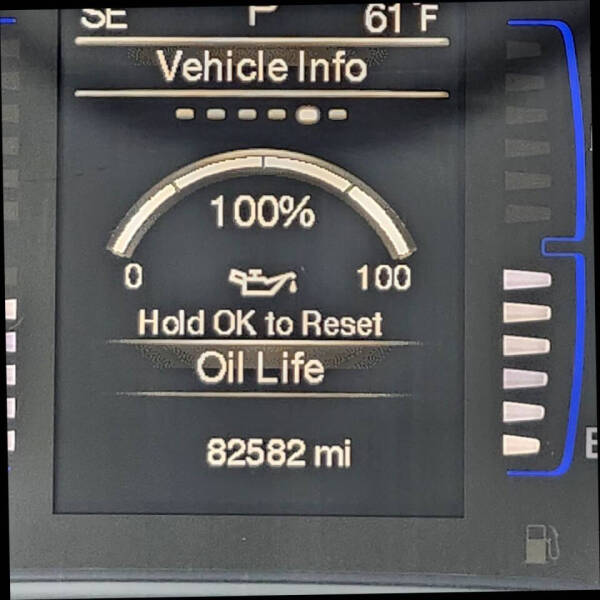 SE P 61°F
Vehicle Info
100%
0 100
Hold OK to Reset
Oil Life
82582 mi
E